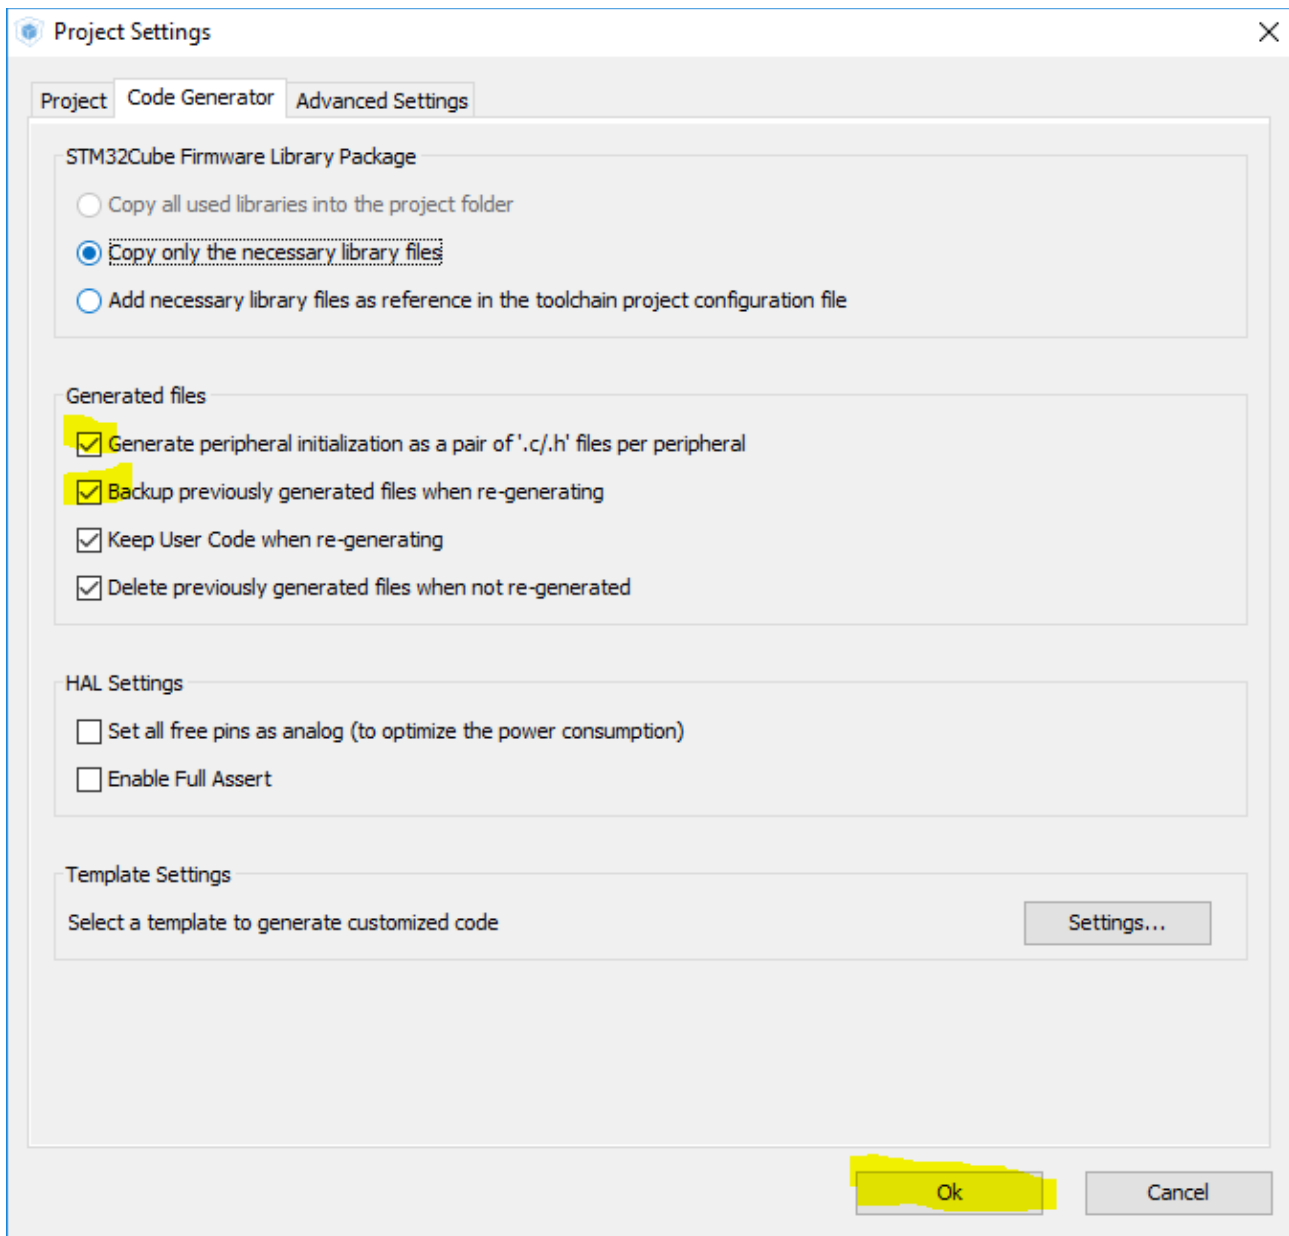 Project Settings
Project Code Generator Advanced Settings
STM32Cube Firmware Library Package
Copy all used libraries into the project folder
Copy only the necessary library files
Add necessary library files as reference in the toolchain project configuration file
Generated files
Generate peripheral initialization as a pair of '.c/.h' files per peripheral
Backup previously generated files when re-generating
Keep User Code when re-generating
Delete previously generated files when not re-generated
HAL Settings
Set all free pins as analog (to optimize the power consumption)
Enable Full Assert
Template Settings
Select a template to generate customized code Settings...
Ok Cancel